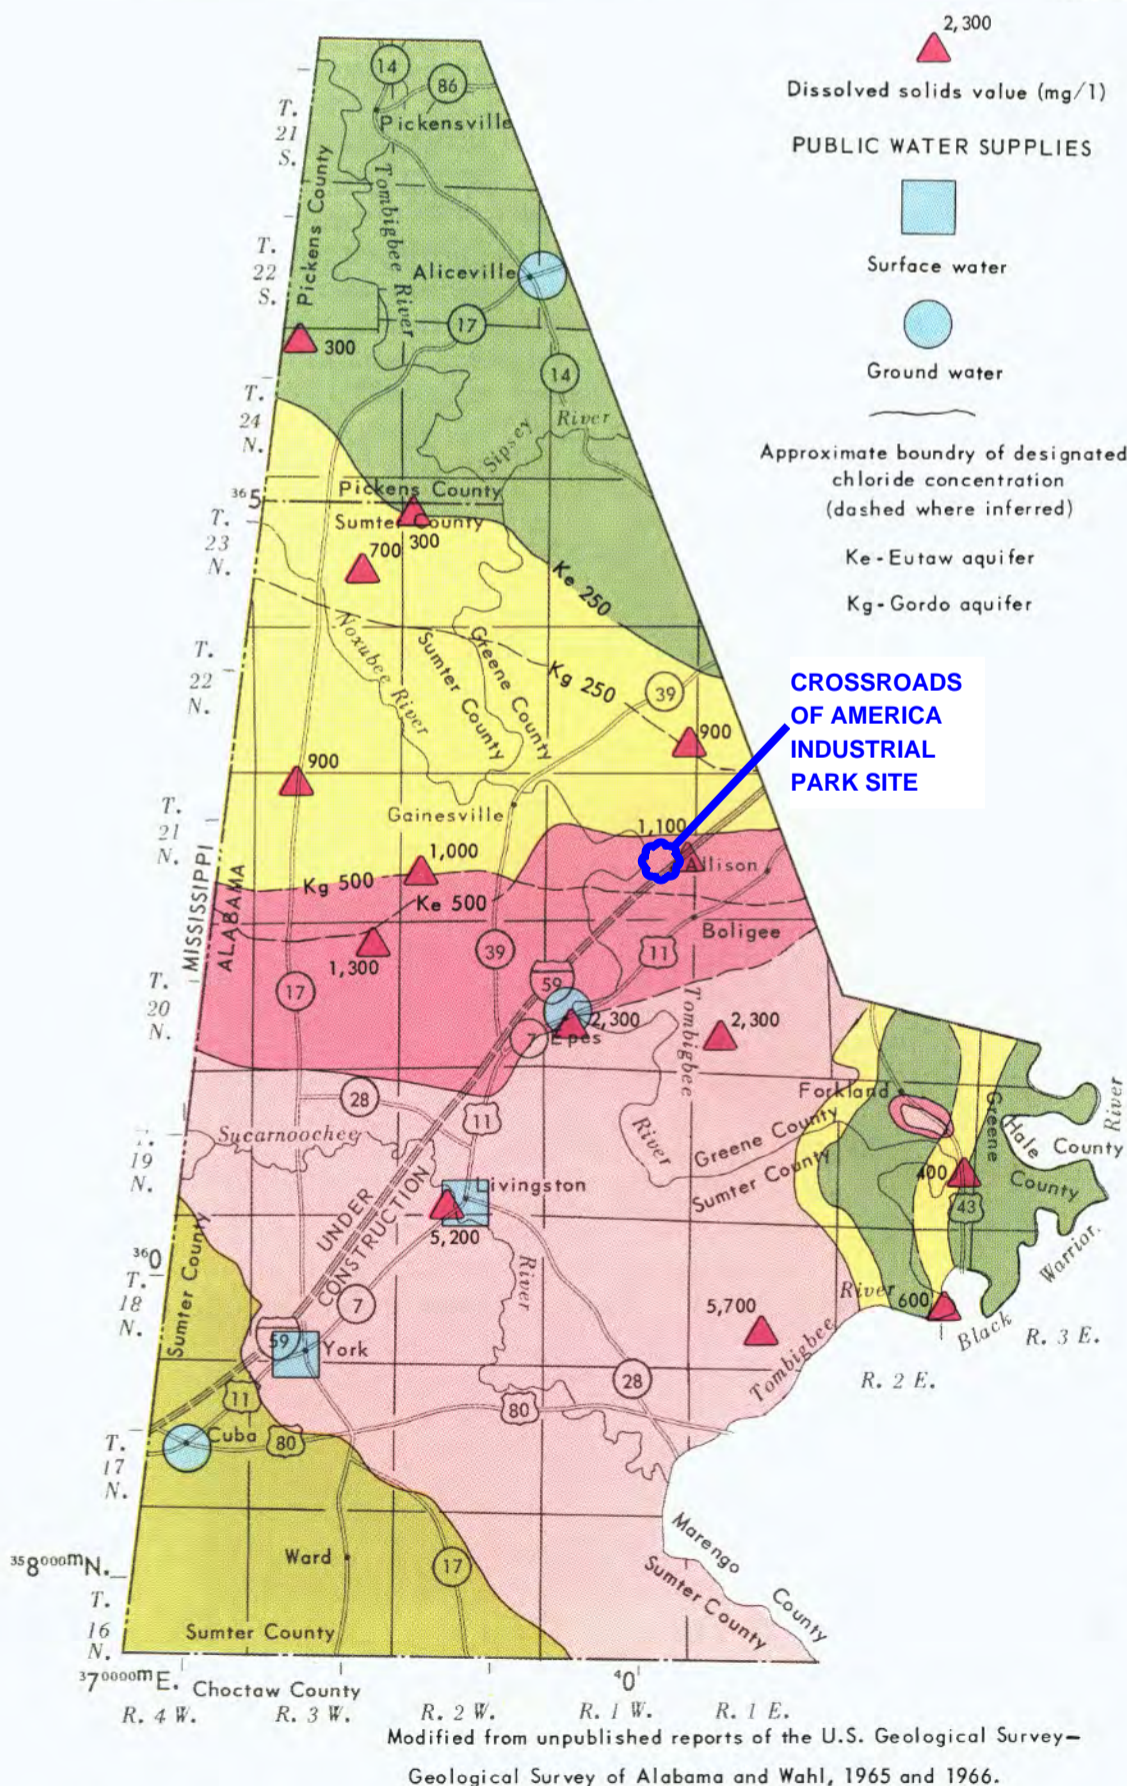 2,300
Dissolved solids value (mg/l)
PUBLIC WATER SUPPLIES
Surface water
Ground water
Approximate boundry of designated
chloride concentration
(dashed where inferred)
Ke-Eutaw aquifer
Kg-Gordo aquifer
CROSSROADS
OF AMERICA
INDUSTRIAL
PARK SITE
14
86
Pickensville
T.
21
S.
Pickens County
Tombigbee River
T.
22
S.
Aliceville
17
300
14
T.
24
N.
River
Sipsey
Pickens County
365
Sumter County
T.
23
N.
300
700
Ke 250
Noxubee River
Sumter County
Greene County
T.
22
N.
Kg 250
39
900
900
Gainesville
T.
21
N.
1,100
1,000
Allison
Kg 500
Ke 500
MISSISSIPPI
ALABAMA
Boligee
1,300
39
11
17
59
T.
20
N.
2,300
7
Epes
2,300
Tombigbee
River
Forkland
28
11
Sucarnoochee
Greene County
Sumter County
Greene
County
Hale
County
River
T.
19
N.
400
43
UNDER
CONSTRUCTION
Livingston
5,200
Sumter County
River
Warrior
360
T.
18
N.
7
5,700
River
600
Black
R. 3 E.
59
York
Tombigbee
R. 2 E.
28
11
80
Cuba
80
T.
17
N.
Marengo County
Sumter County
Ward
17
358000mN.
T.
16
N.
Sumter County
370000mE.
Choctaw County
40'
R. 4 W.
R. 3 W.
R. 2 W.
R. 1 W.
R. 1 E.
Modified from unpublished reports of the U.S. Geological Survey—
Geological Survey of Alabama and Wahl, 1965 and 1966.